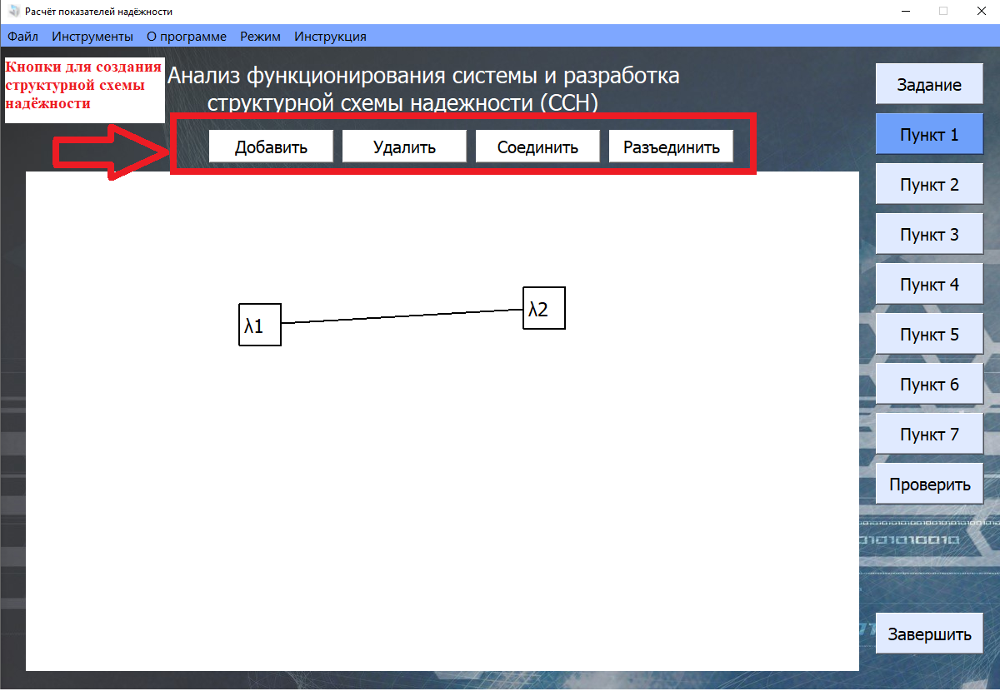 Расчёт показателей надёжности
Файл Инструменты О программе Режим Инструкция
Кнопки для создания
структурной схемы
надёжности
Анализ функционирования системы и разработка
структурной схемы надежности (ССН)
Добавить Удалить Соединить Разъединить
λ1
λ2
Задание
Пункт 1
Пункт 2
Пункт 3
Пункт 4
Пункт 5
Пункт 6
Пункт 7
Проверить
Завершить